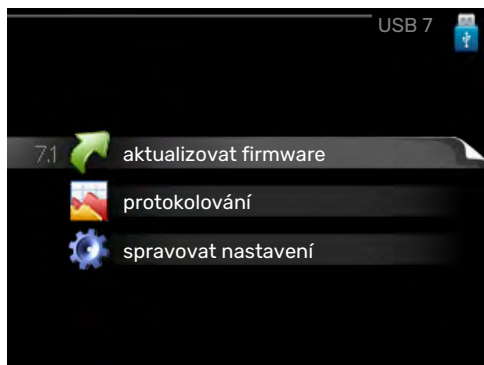 USB 7
7.1 aktualizovat firmware
protokolování
spravovat nastavení